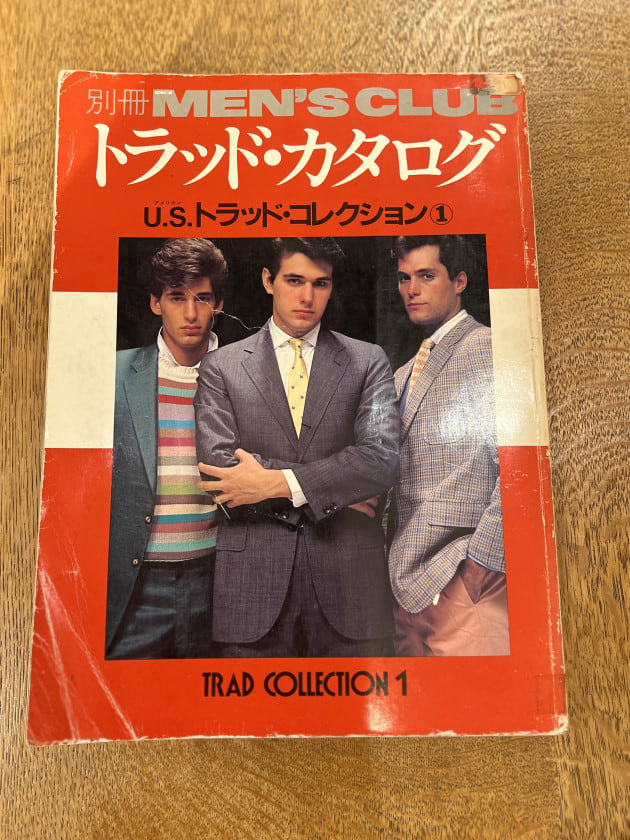 別冊 MEN'S CLUB
トラッド・カタログ
アメリカン
U.S.トラッド・コレクション①
TRAD COLLECTION 1